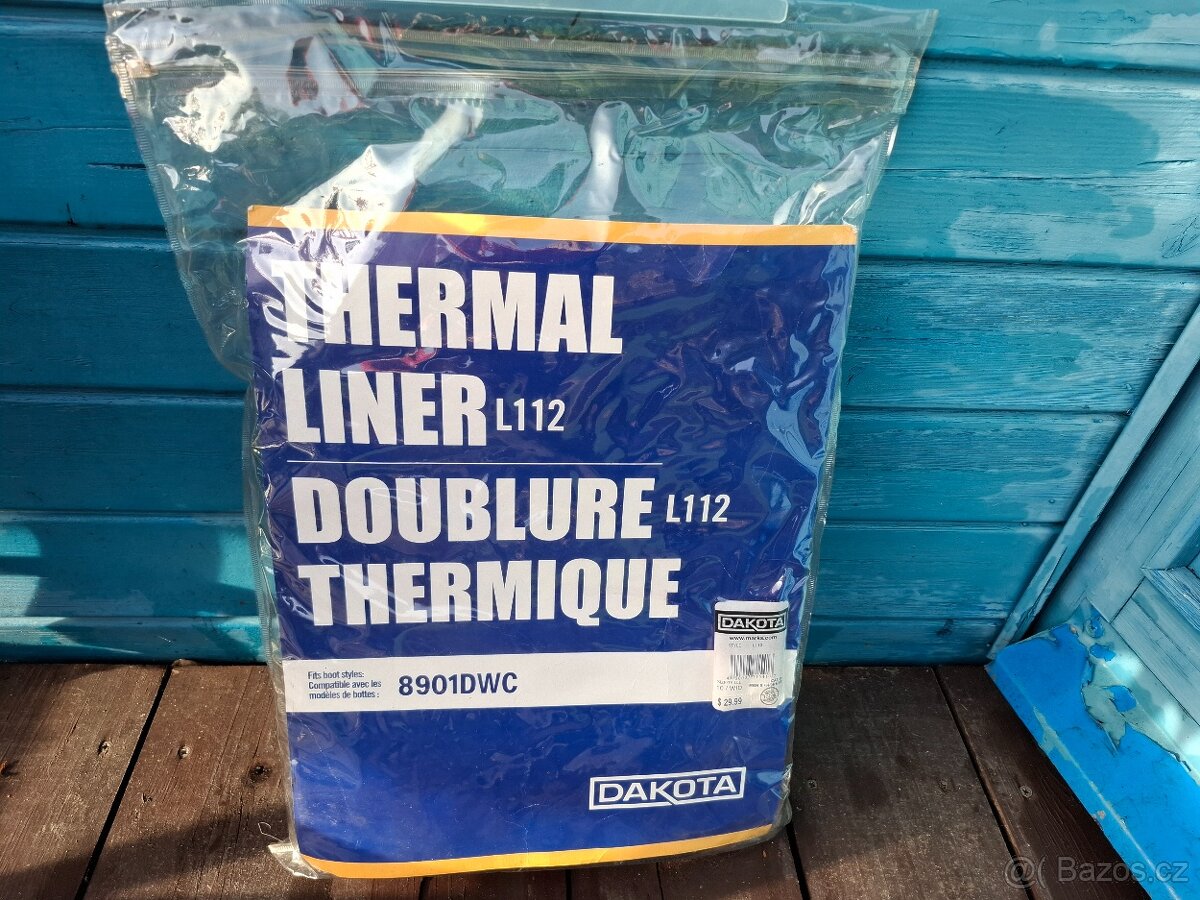 THERMAL
LINER L112
DOUBLURE L112
THERMIQUE
Fits boot styles:
Compatible avec les
modèles de bottes :
8901DWC
DAKOTA
www.marks.com
STYLE
$ 29.99
DAKOTA
@ Bazos.cz